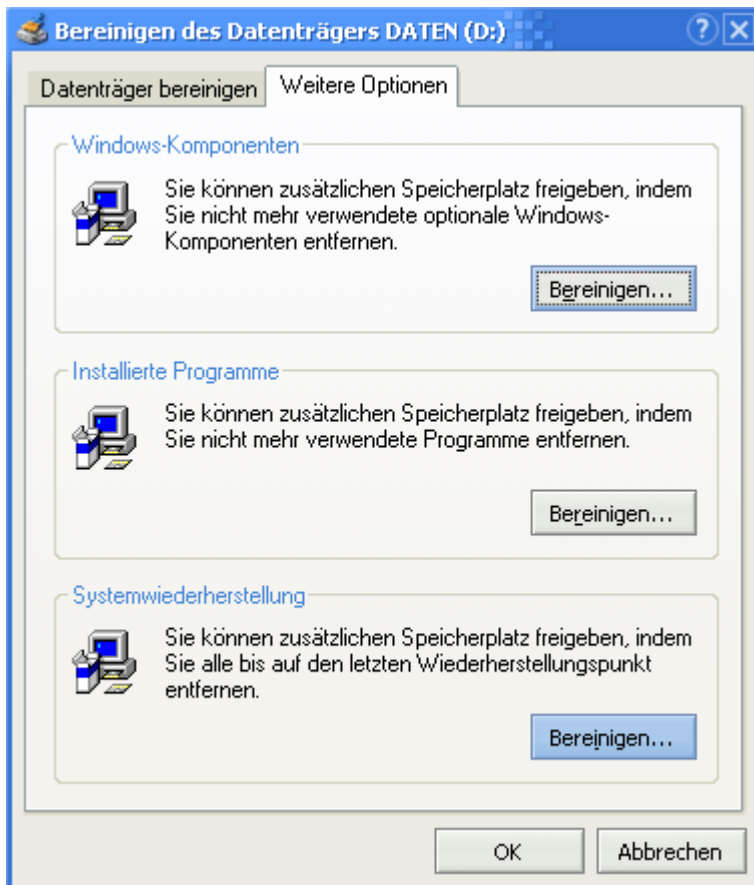 Bereinigen des Datenträgers DATEN (D:)
Datenträger bereinigen
Weitere Optionen
Windows-Komponenten
Sie können zusätzlichen Speicherplatz freigeben, indem
Sie nicht mehr verwendete optionale Windows-
Komponenten entfernen.
Bereinigen...
Installierte Programme
Sie können zusätzlichen Speicherplatz freigeben, indem
Sie nicht mehr verwendete Programme entfernen.
Bereinigen...
Systemwiederherstellung
Sie können zusätzlichen Speicherplatz freigeben, indem
Sie alle bis auf den letzten Wiederherstellungspunkt
entfernen.
Bereinigen...
OK
Abbrechen